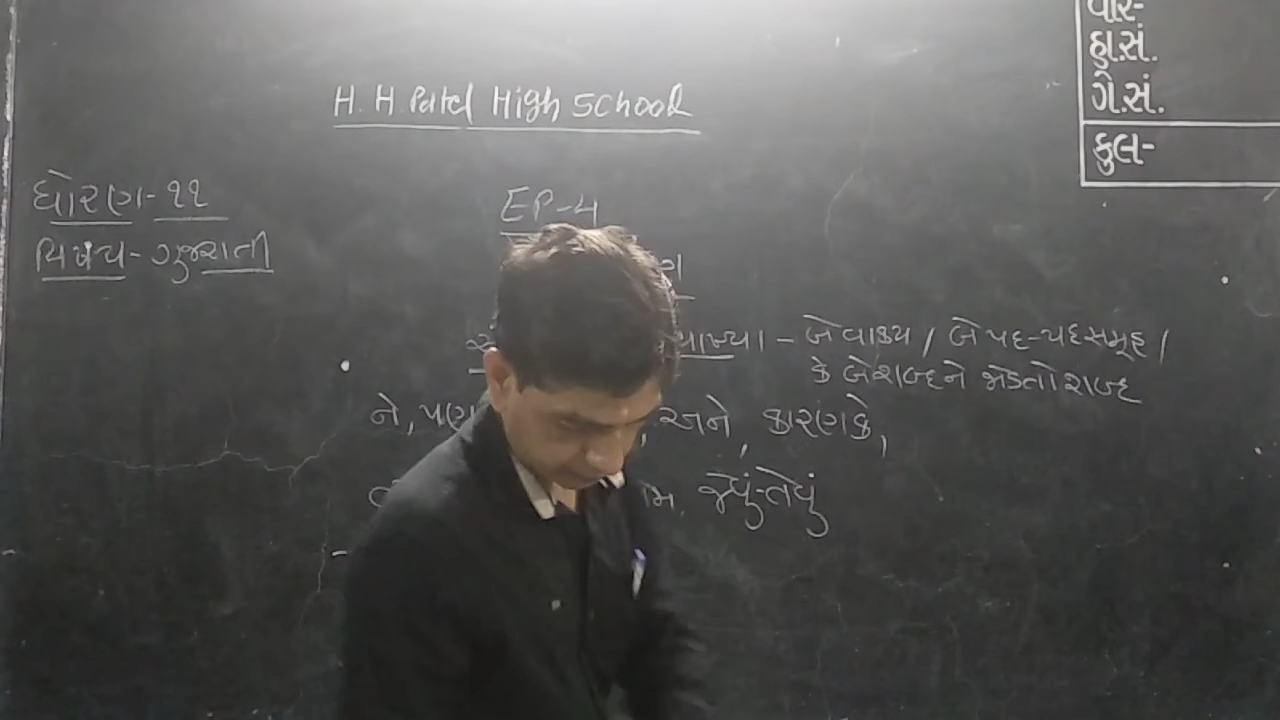 H. H Patel High School
વાર-
હા.સં.
ગે.સં.
કુલ-
ધોરણ-૧૧
EP-4
વિષય-ગુજરાતી
ણ
વ્યાખ્યા - બે વાક્ય / બે પદ-પદસમૂહ /
કે બે શબ્દને જોડતો શબ્દ
ને, પણ , અને, કારણકે,
જેવું-તેવું